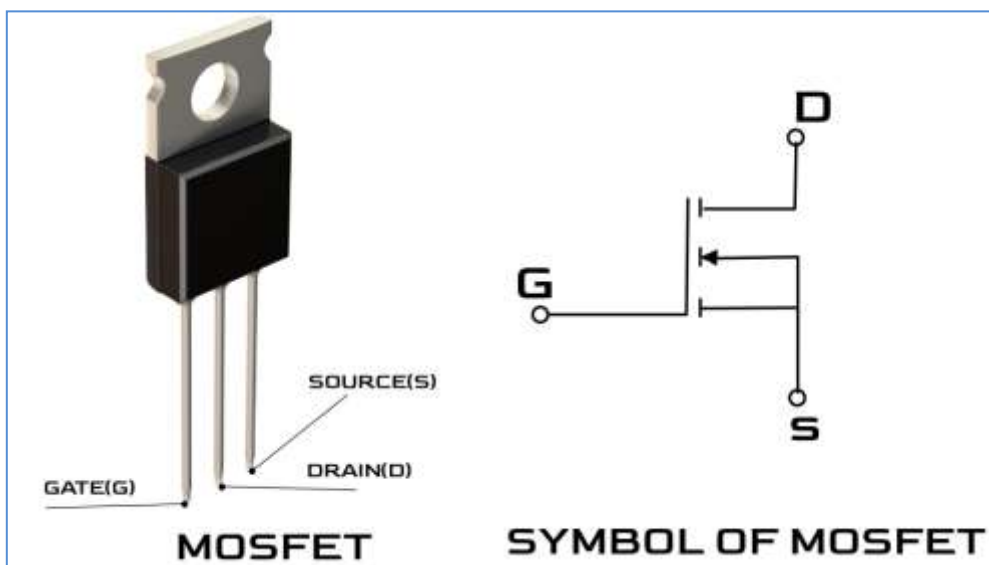 SOURCE(S)
DRAIN(D)
GATE(G)
MOSFET
D
G
S
SYMBOL OF MOSFET